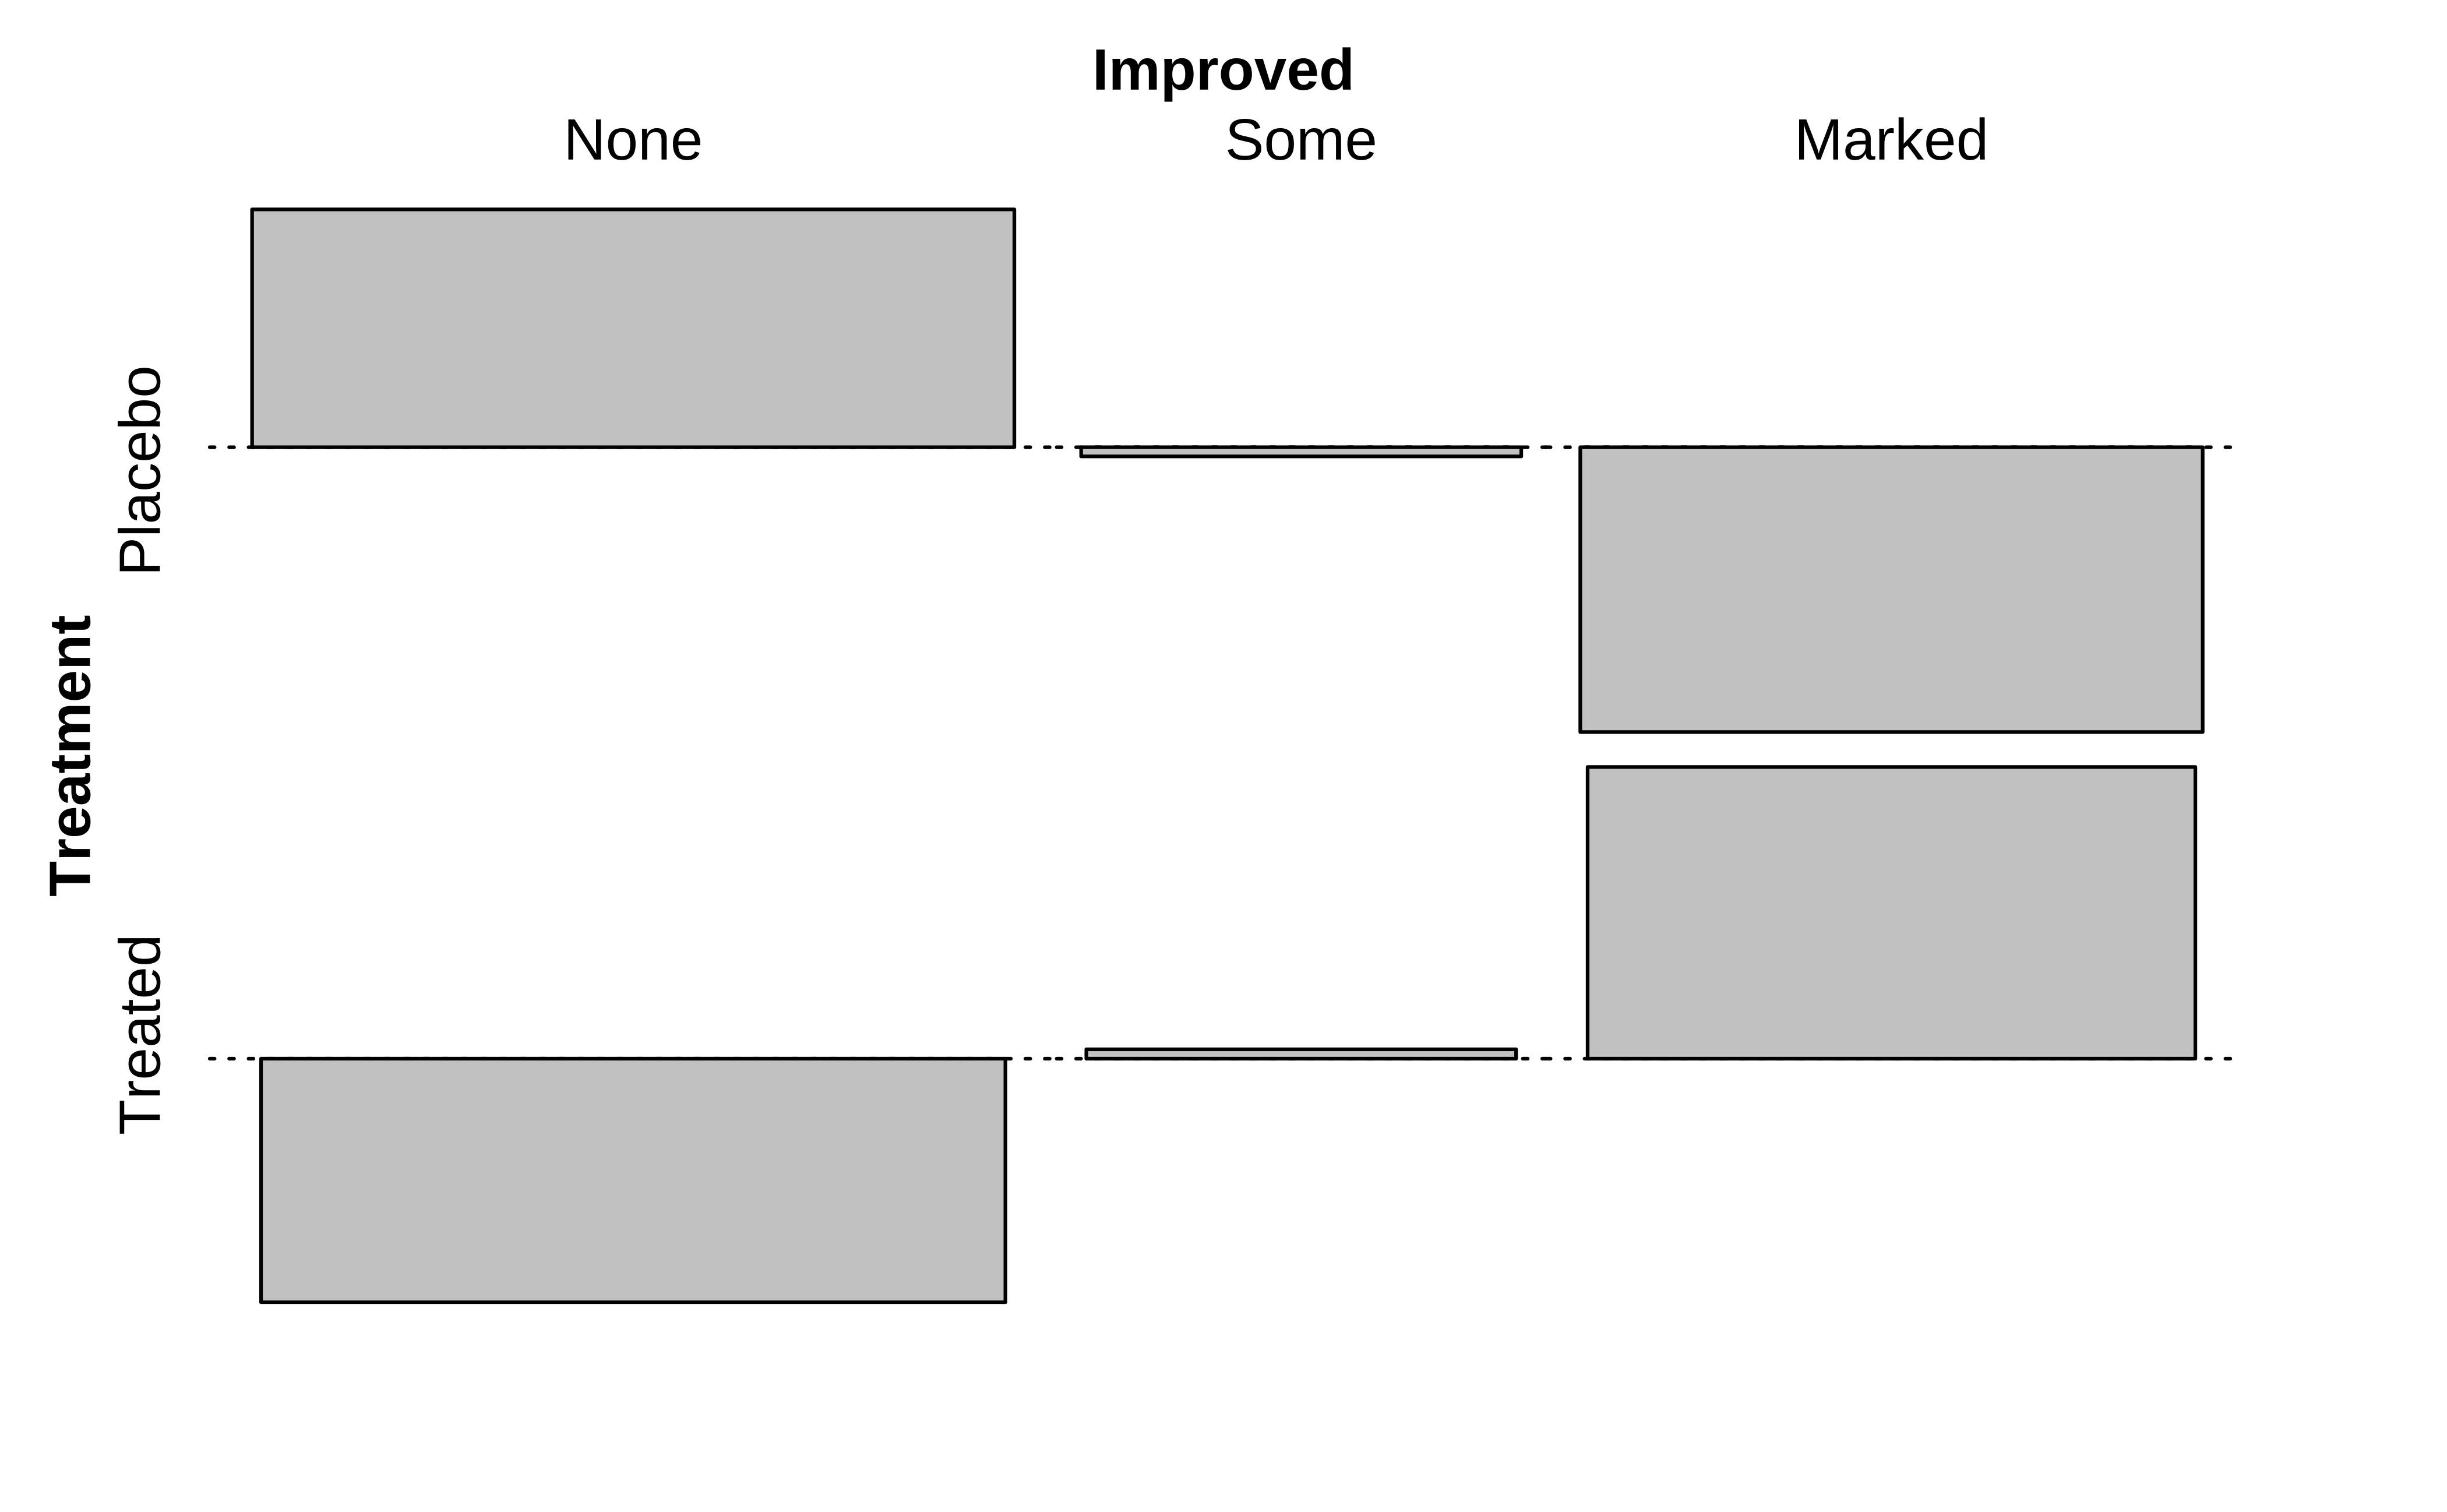 Improved
None Some Marked
Treatment
Placebo
Treated